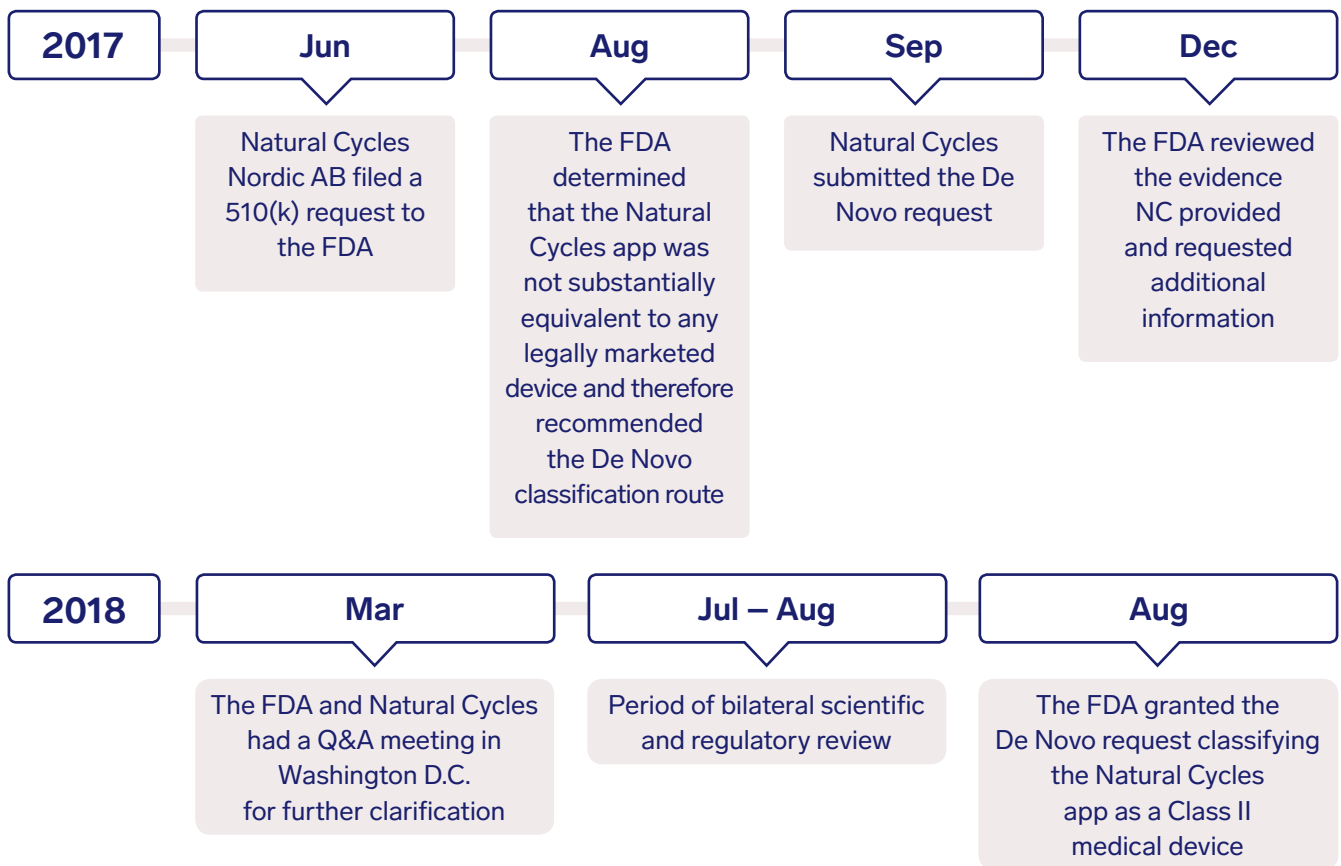 2017
Jun
Aug
Sep
Dec
Natural Cycles
Nordic AB filed a
510(k) request to
the FDA
The FDA
determined
that the Natural
Cycles app was
not substantially
equivalent to any
legally marketed
device and therefore
recommended
the De Novo
classification route
Natural Cycles
submitted the De
Novo request
The FDA reviewed
the evidence
NC provided
and requested
additional
information
2018
Mar
Jul – Aug
Aug
The FDA and Natural Cycles
had a Q&A meeting in
Washington D.C.
for further clarification
Period of bilateral scientific
and regulatory review
The FDA granted the
De Novo request classifying
the Natural Cycles
app as a Class II
medical device